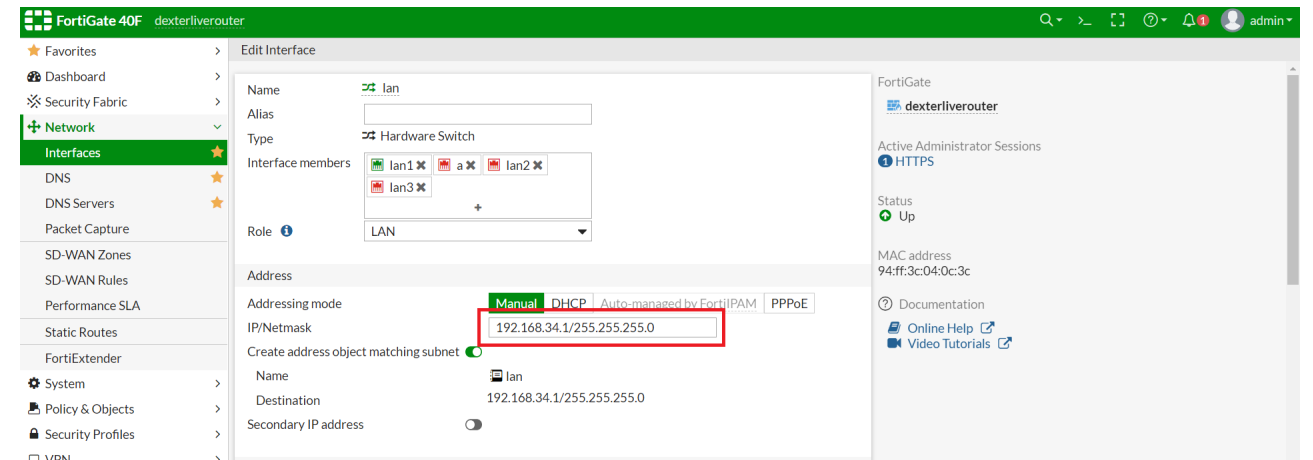 FortiGate 40F dexterliverouter
1 admin
Favorites
Dashboard
Security Fabric
Network
Interfaces
DNS
DNS Servers
Packet Capture
SD-WAN Zones
SD-WAN Rules
Performance SLA
Static Routes
FortiExtender
System
Policy & Objects
Security Profiles
VPN
Edit Interface
Name lan
Alias
Type Hardware Switch
Interface members lan1 a lan2
lan3
+
Role LAN
Address
Addressing mode Manual DHCP Auto-managed by FortiIPAM PPPoE
IP/Netmask 192.168.34.1/255.255.255.0
Create address object matching subnet
Name lan
Destination 192.168.34.1/255.255.255.0
Secondary IP address
FortiGate
dexterliverouter
Active Administrator Sessions
1 HTTPS
Status
Up
MAC address
94:ff:3c:04:0c:3c
Documentation
Online Help
Video Tutorials